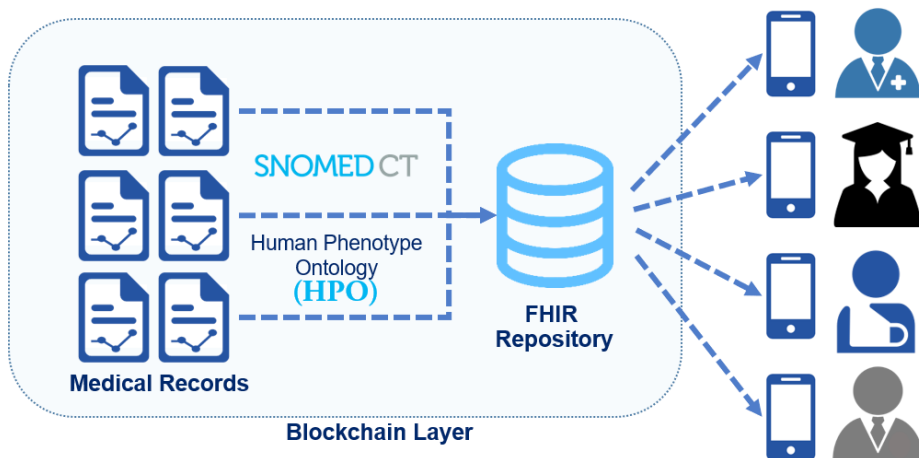 SNOMED CT
Human Phenotype
Ontology
(HPO)
FHIR
Repository
Medical Records
Blockchain Layer